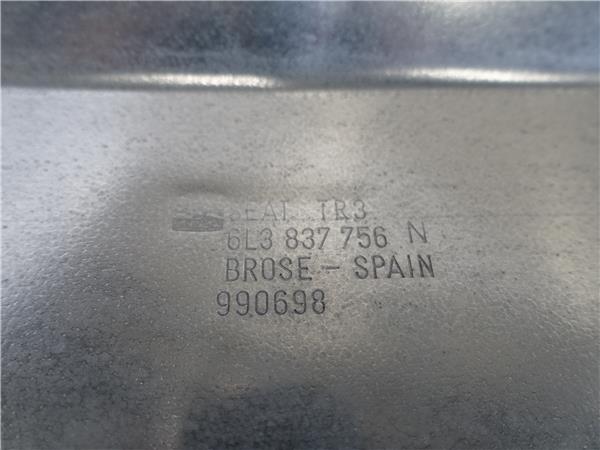 SEAT TR3
6L3 837 756 N
BROSE - SPAIN
990698